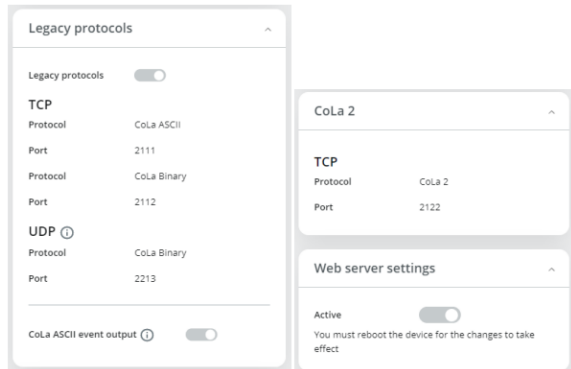 Legacy protocols
Legacy protocols
TCP
Protocol CoLa ASCII
Port 2111
Protocol CoLa Binary
Port 2112
UDP
Protocol CoLa Binary
Port 2213
CoLa ASCII event output
CoLa 2
TCP
Protocol CoLa 2
Port 2122
Web server settings
Active
You must reboot the device for the changes to take
effect